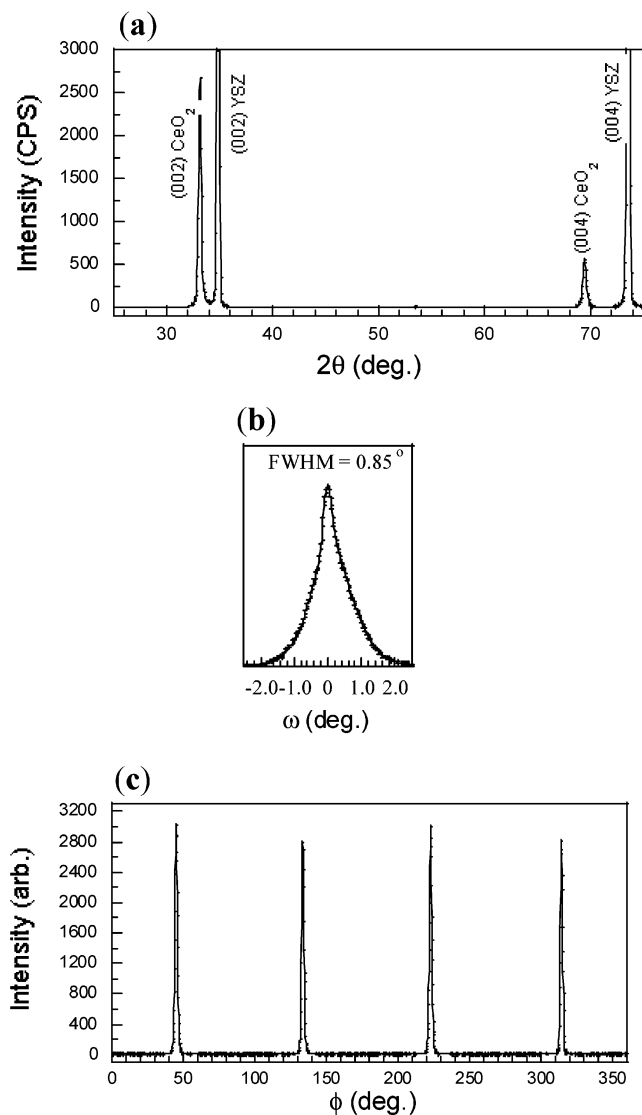 (a)
3000
2500
2000
1500
1000
500
0
Intensity (CPS)
(002) CeO2
(002) YSZ
(004) CeO2
(004) YSZ
30 40 50 60 70
2θ (deg.)
(b)
FWHM = 0.85°
-2.0 -1.0 0 1.0 2.0
ω (deg.)
(c)
3200
2800
2400
2000
1600
1200
800
400
0
Intensity (arb.)
0 50 100 150 200 250 300 350
ϕ (deg.)